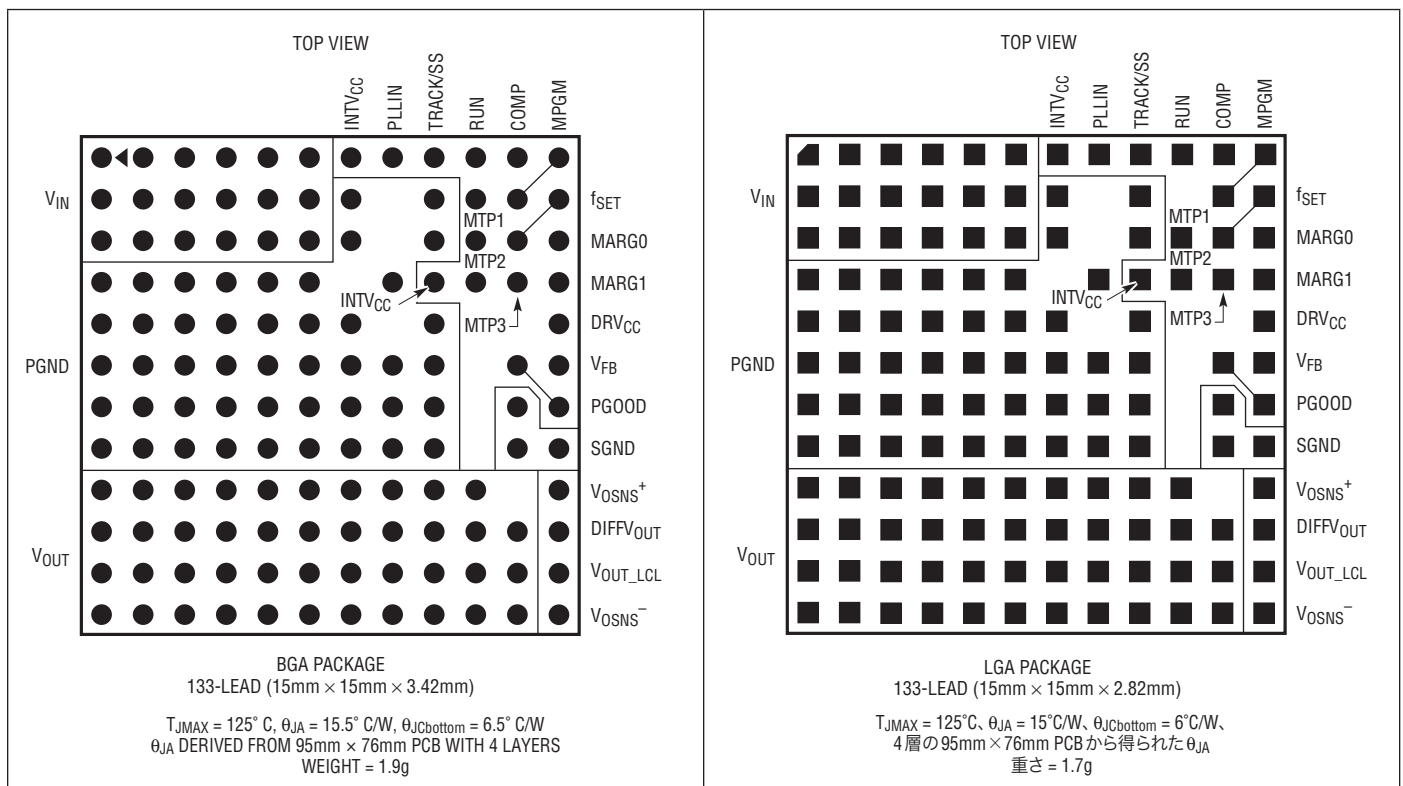 TOP VIEW
INTVCC
PLLIN
TRACK/SS
RUN
COMP
MPGM
VIN
PGND
VOUT
MTP1
MTP2
INTVCC
MTP3
fSET
MARG0
MARG1
DRVCC
VFB
PGOOD
SGND
VOSNS+
DIFFVOUT
VOUT_LCL
VOSNS–
BGA PACKAGE
133-LEAD (15mm × 15mm × 3.42mm)
TJMAX = 125° C, θJA = 15.5° C/W, θJCbottom = 6.5° C/W
θJA DERIVED FROM 95mm × 76mm PCB WITH 4 LAYERS
WEIGHT = 1.9g
TOP VIEW
INTVCC
PLLIN
TRACK/SS
RUN
COMP
MPGM
VIN
PGND
VOUT
MTP1
MTP2
INTVCC
MTP3
fSET
MARG0
MARG1
DRVCC
VFB
PGOOD
SGND
VOSNS+
DIFFVOUT
VOUT_LCL
VOSNS–
LGA PACKAGE
133-LEAD (15mm × 15mm × 2.82mm)
TJMAX = 125°C、θJA = 15°C/W、θJCbottom = 6°C/W、
4層の95mm×76mm PCBから得られたθJA
重さ = 1.7g